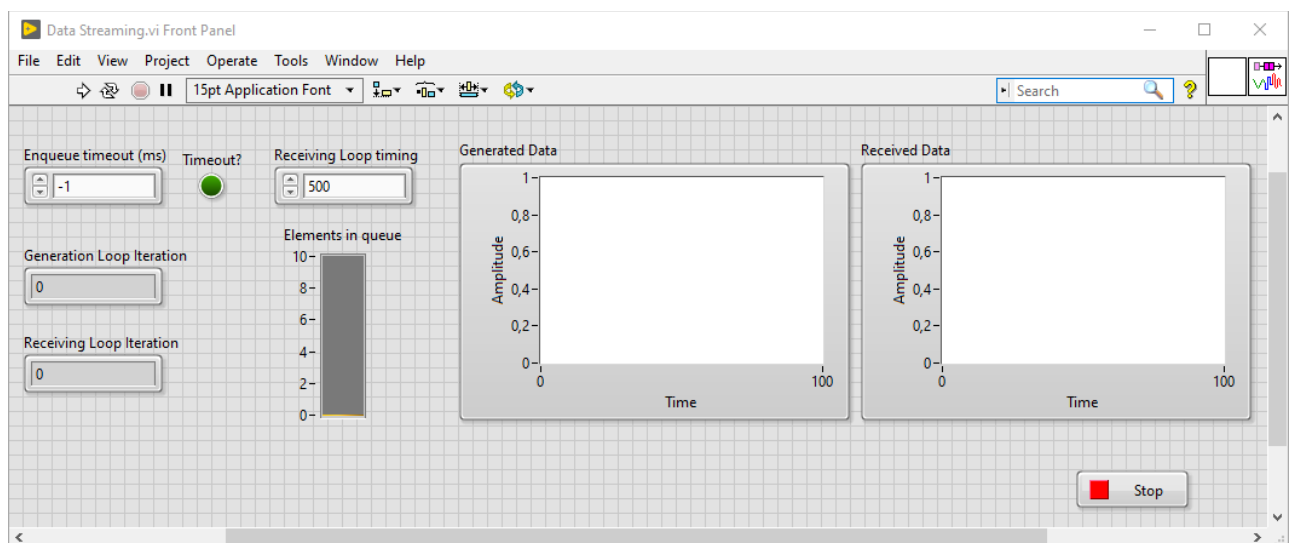 Data Streaming.vi Front Panel
File Edit View Project Operate Tools Window Help
15pt Application Font
Search
Enqueue timeout (ms)
-1
Timeout?
Receiving Loop timing
500
Generation Loop Iteration
0
Receiving Loop Iteration
0
Elements in queue
10
8
6
4
2
0
Generated Data
Amplitude
1
0,8
0,6
0,4
0,2
0
0 100
Time
Received Data
Amplitude
1
0,8
0,6
0,4
0,2
0
0 100
Time
Stop